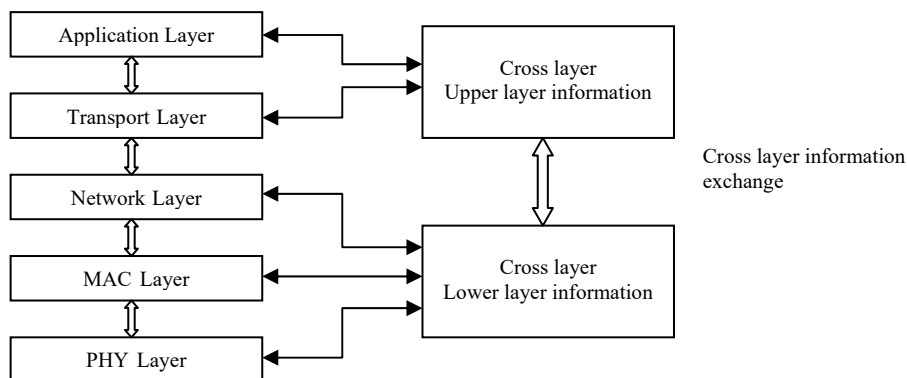 Application Layer
Transport Layer
Network Layer
MAC Layer
PHY Layer
Cross layer
Upper layer information
Cross layer
Lower layer information
Cross layer information
exchange